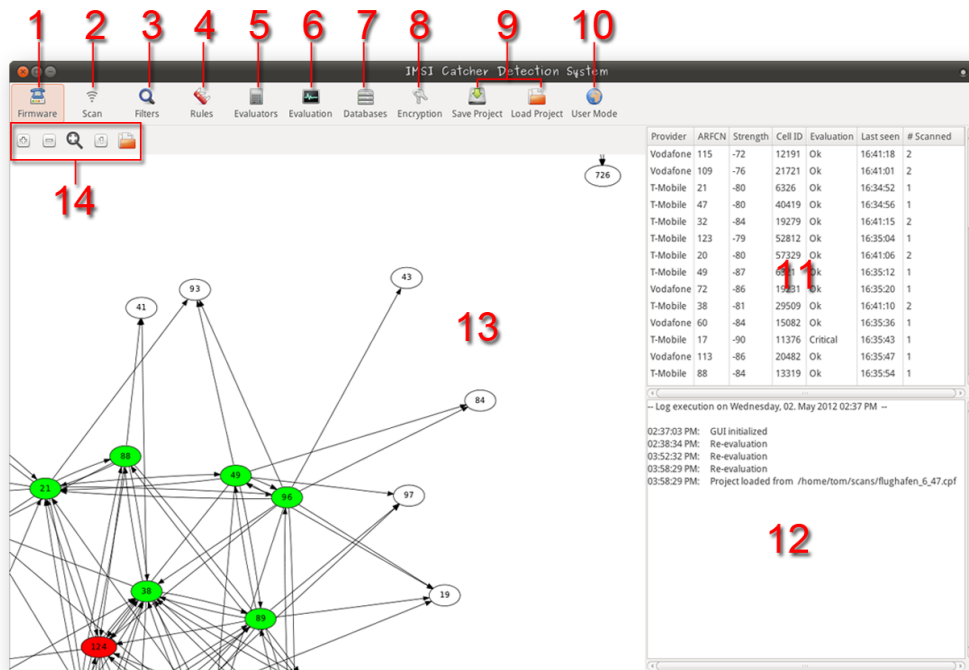 1 2 3 4 5 6 7 8 9 10
IMSI Catcher Detection System
Firmware Scan Filters Rules Evaluators Evaluation Databases Encryption Save Project Load Project User Mode
14
Provider ARFCN Strength Cell ID Evaluation Last seen # Scanned
Vodafone 115 -72 12191 Ok 16:41:18 2
Vodafone 109 -76 21721 Ok 16:41:01 2
T-Mobile 21 -80 6326 Ok 16:34:52 1
T-Mobile 47 -80 40419 Ok 16:34:56 1
T-Mobile 32 -84 19279 Ok 16:41:15 2
T-Mobile 123 -79 52812 Ok 16:35:04 1
T-Mobile 20 -80 57329 Ok 16:41:06 2
T-Mobile 49 -87 Ok 16:35:12 1
Vodafone 72 -86 19231 Ok 16:35:20 1
T-Mobile 38 -81 29509 Ok 16:41:10 2
Vodafone 60 -84 15082 Ok 16:35:36 1
T-Mobile 17 -90 11376 Critical 16:35:43 1
Vodafone 113 -86 20482 Ok 16:35:47 1
T-Mobile 88 -84 13319 Ok 16:35:54 1
11
-- Log execution on Wednesday, 02. May 2012 02:37 PM --
02:37:03 PM: GUI initialized
02:38:34 PM: Re-evaluation
03:52:32 PM: Re-evaluation
03:58:29 PM: Re-evaluation
03:58:29 PM: Project loaded from /home/tom/scans/flughafen_6_47.cpf
12
726
43
93
41
13
84
88
49
21
96
97
38
19
89
124